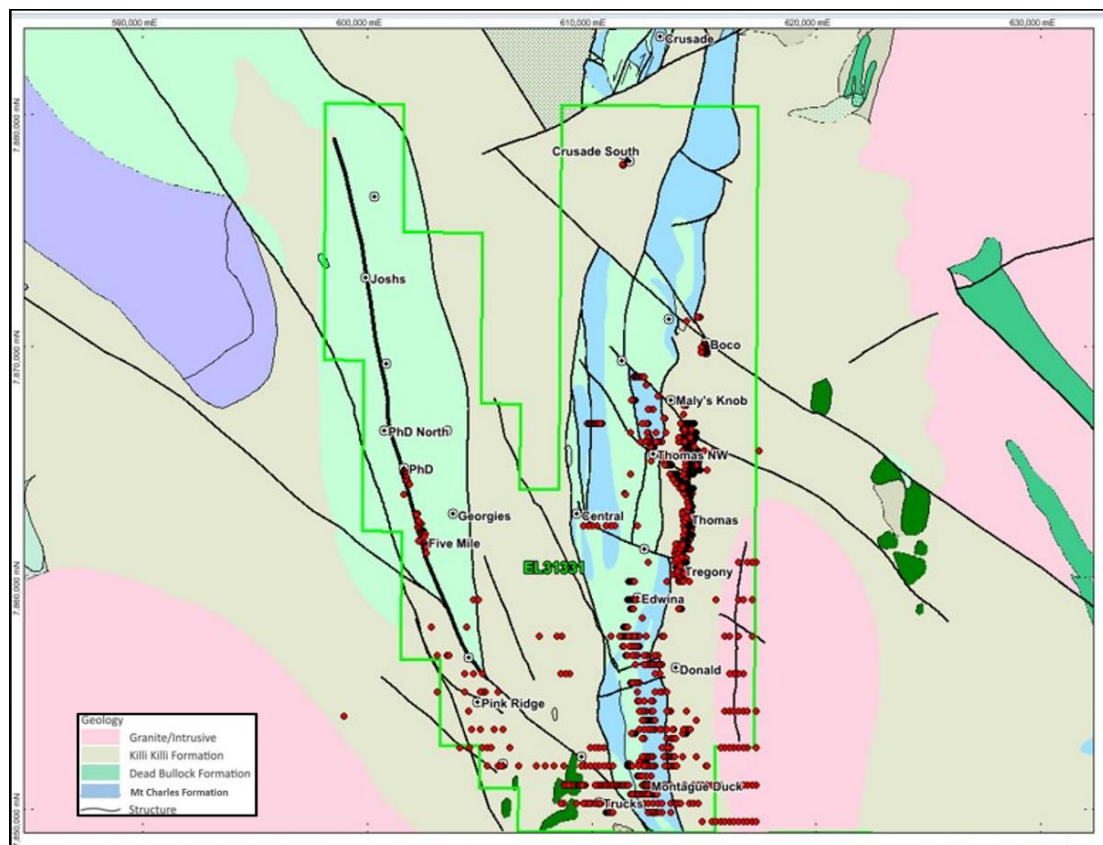 590,000 mE
600,000 mE
610,000 mE
620,000 mE
630,000 mE
7,880,000 mN
7,870,000 mN
7,860,000 mN
7,850,000 mN
Crusade
Crusade South
Joshs
Boco
Maly's Knob
PhD North
Thomas NW
PhD
Georgies
Central
Thomas
Five Mile
EL31331
Tregony
Edwina
Donald
Pink Ridge
Montague Duck
Trucks
Geology
Granite/Intrusive
Killi Killi Formation
Dead Bullock Formation
Mt Charles Formation
Structure